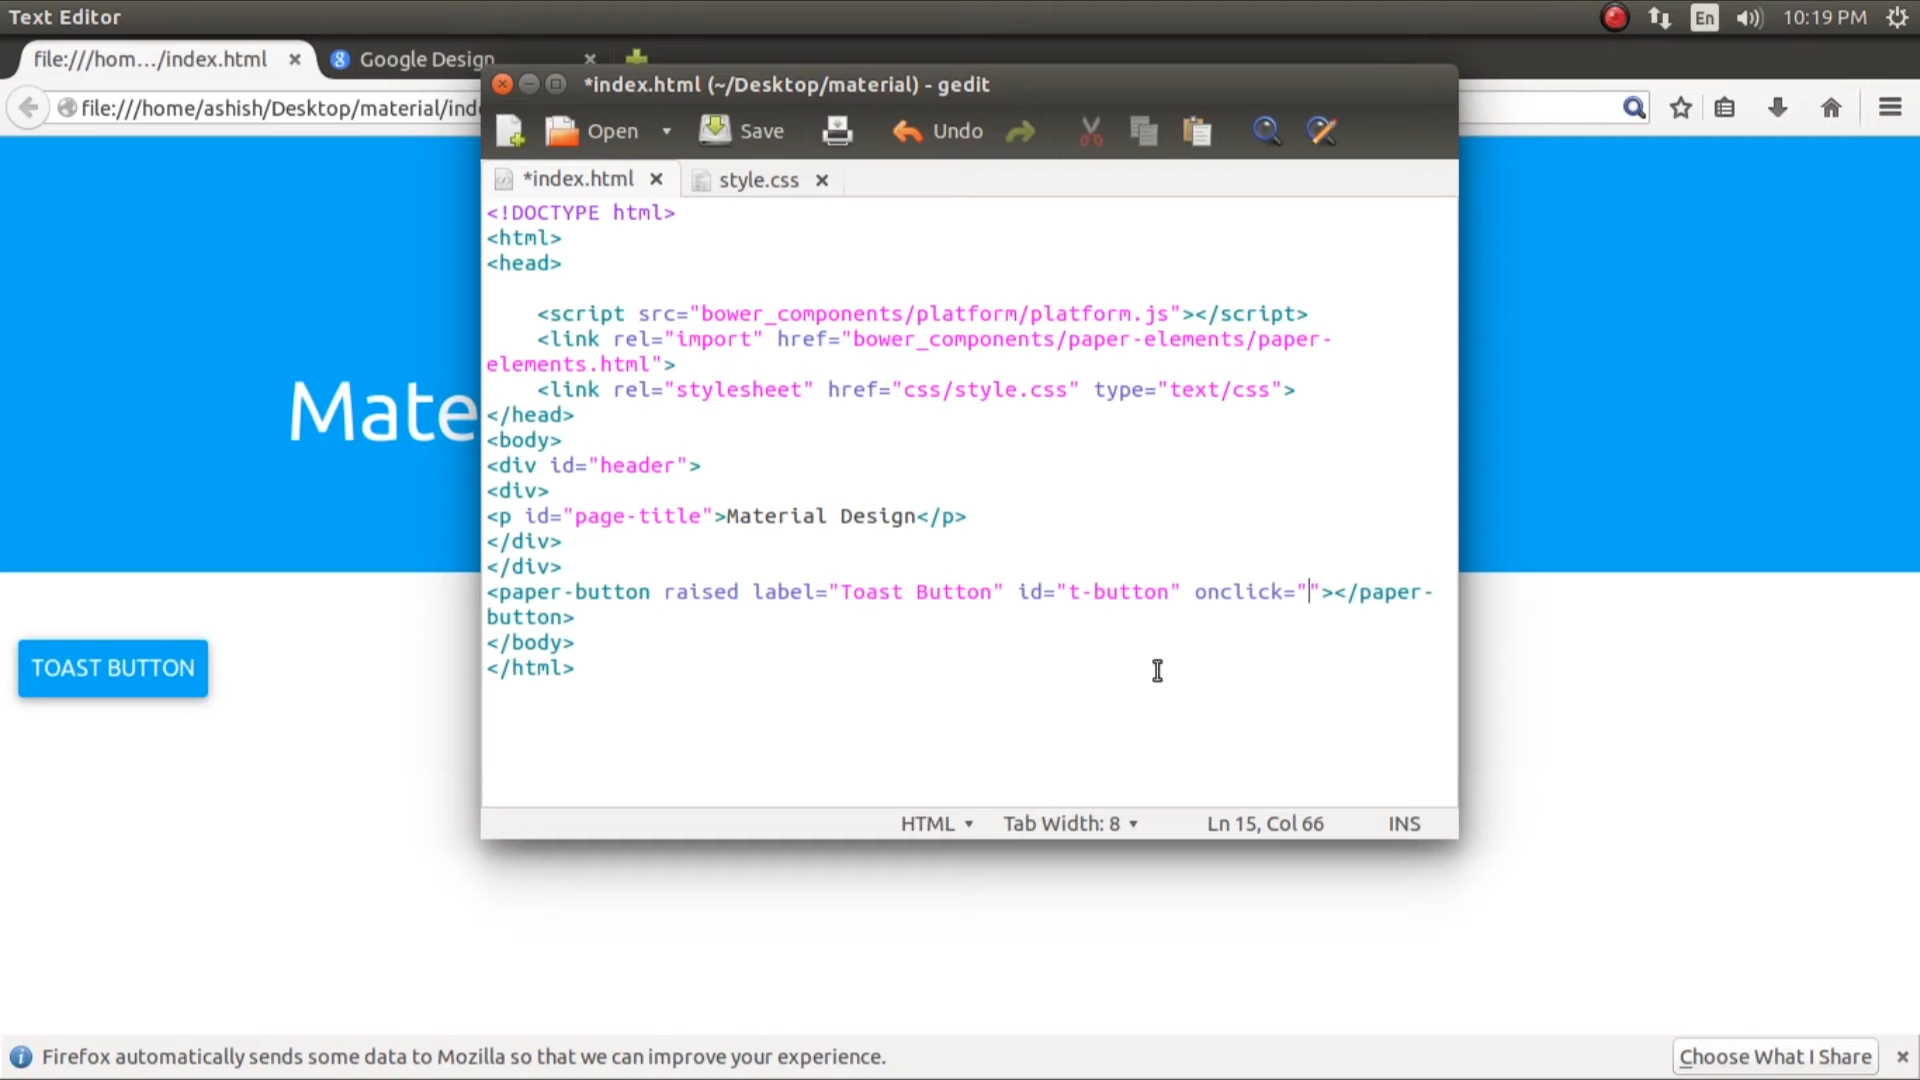 Text Editor
En
10:19 PM
file:///hom.../index.html
Google Design
file:///home/ashish/Desktop/material/ind
*index.html (~/Desktop/material) - gedit
Open
Save
Undo
*index.html
style.css
<!DOCTYPE html>
<html>
<head>
<script src="bower_components/platform/platform.js"></script>
<link rel="import" href="bower_components/paper-elements/paper-
elements.html">
<link rel="stylesheet" href="css/style.css" type="text/css">
</head>
<body>
<div id="header">
<div>
<p id="page-title">Material Design</p>
</div>
</div>
<paper-button raised label="Toast Button" id="t-button" onclick=""></paper-
button>
</body>
</html>
Mate
TOAST BUTTON
HTML
Tab Width: 8
Ln 15, Col 66
INS
Firefox automatically sends some data to Mozilla so that we can improve your experience.
Choose What I Share